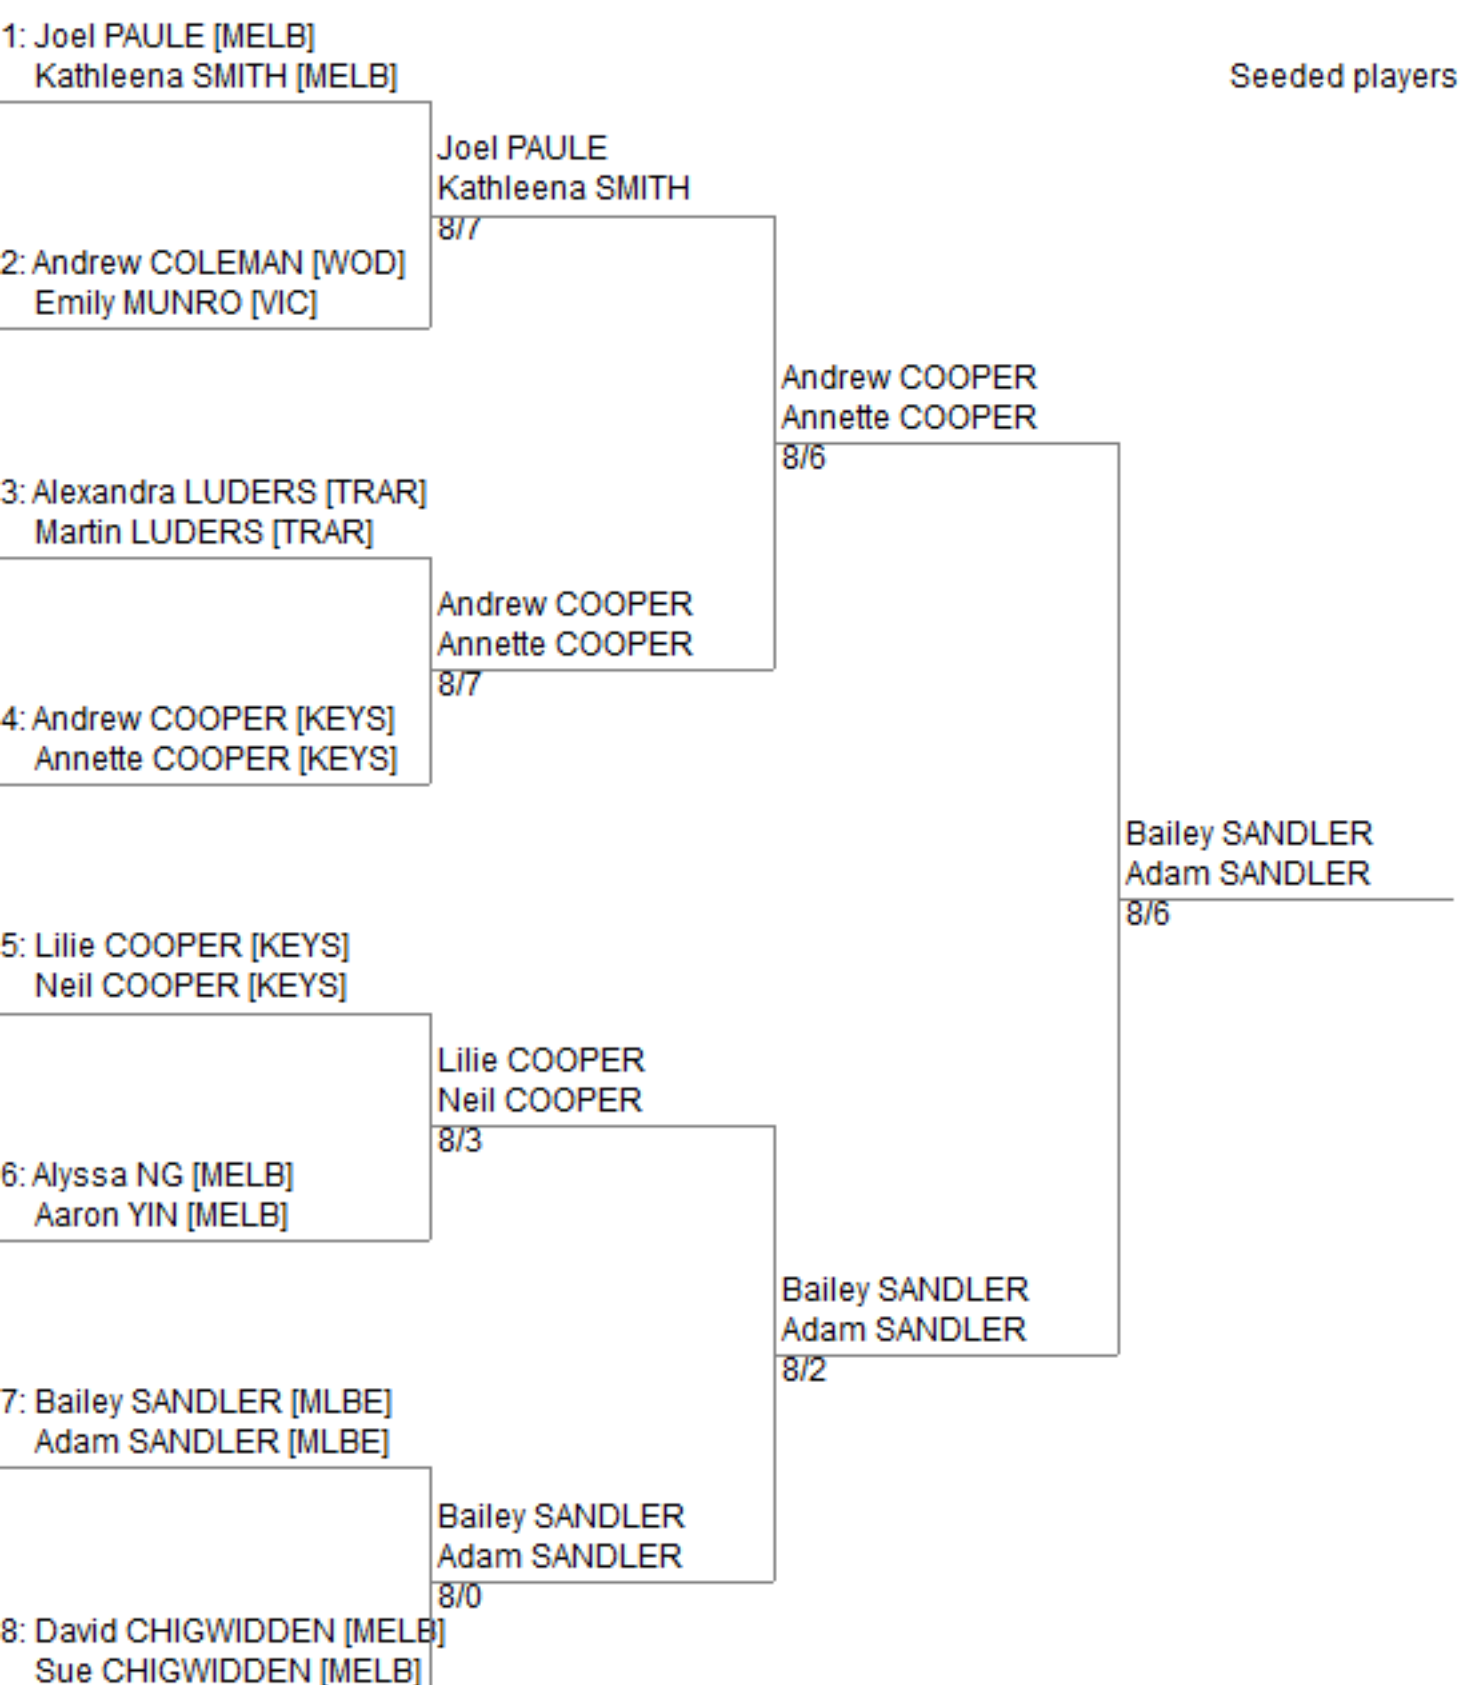 1: Joel PAULE [MELB]
Kathleena SMITH [MELB]
Seeded players
Joel PAULE
Kathleena SMITH
8/7
2: Andrew COLEMAN [WOD]
Emily MUNRO [VIC]
Andrew COOPER
Annette COOPER
8/6
3: Alexandra LUDERS [TRAR]
Martin LUDERS [TRAR]
Andrew COOPER
Annette COOPER
8/7
4: Andrew COOPER [KEYS]
Annette COOPER [KEYS]
Bailey SANDLER
Adam SANDLER
8/6
5: Lilie COOPER [KEYS]
Neil COOPER [KEYS]
Lilie COOPER
Neil COOPER
8/3
6: Alyssa NG [MELB]
Aaron YIN [MELB]
Bailey SANDLER
Adam SANDLER
8/2
7: Bailey SANDLER [MLBE]
Adam SANDLER [MLBE]
Bailey SANDLER
Adam SANDLER
8/0
8: David CHIGWIDDEN [MELB]
Sue CHIGWIDDEN [MELB]